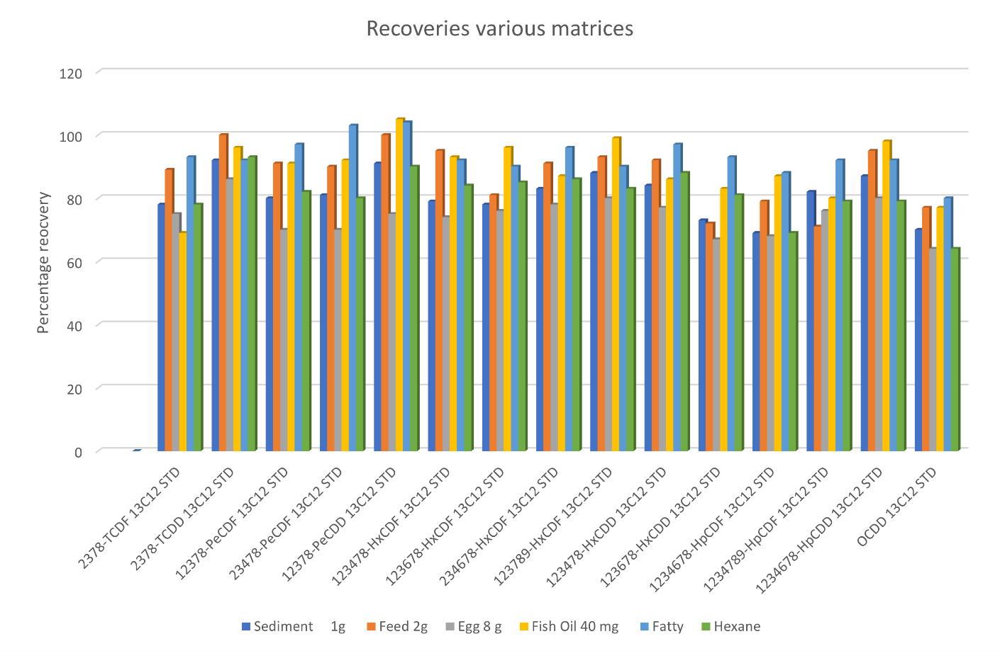 Recoveries various matrices
120
100
80
60
40
20
0
Percentage reocvery
2378-TCDF 13C12 STD
2378-TCDD 13C12 STD
12378-PeCDF 13C12 STD
23478-PeCDF 13C12 STD
12378-PeCDD 13C12 STD
123478-HxCDF 13C12 STD
123678-HxCDF 13C12 STD
234678-HxCDF 13C12 STD
123789-HxCDF 13C12 STD
123478-HxCDD 13C12 STD
123678-HxCDD 13C12 STD
1234678-HpCDF 13C12 STD
1234789-HpCDF 13C12 STD
1234678-HpCDD 13C12 STD
OCDD 13C12 STD
Sediment 1g Feed 2g Egg 8 g Fish Oil 40 mg Fatty Hexane